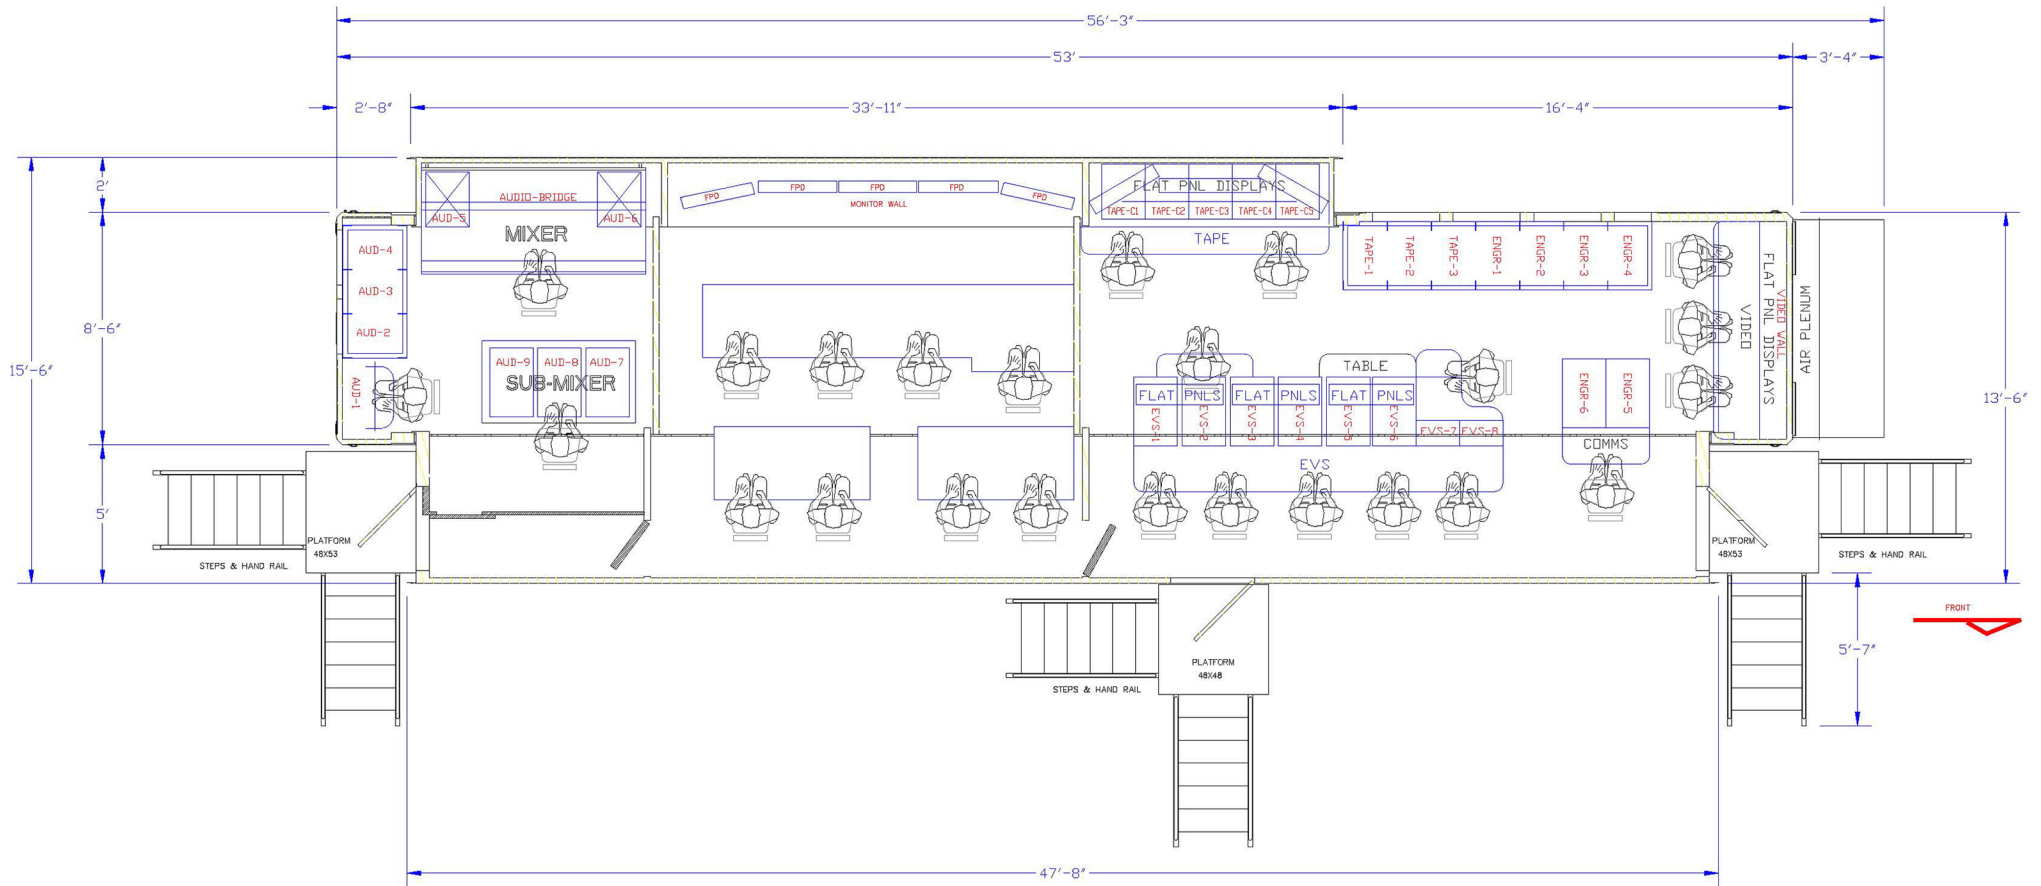 56'-3"
53'
3'-4"
2'-8"
33'-11"
16'-4"
2'
8'-6"
15'-6"
5'
13'-6"
5'-7"
47'-8"
AUDIO-BRIDGE
AUD-5
AUD-6
MIXER
AUD-4
AUD-3
AUD-2
AUD-1
AUD-9
AUD-8
AUD-7
SUB-MIXER
FPD
FPD
FPD
FPD
FPD
MONITOR WALL
FLAT PNL DISPLAYS
TAPE-C1
TAPE-C2
TAPE-C3
TAPE-C4
TAPE-C5
TAPE
TAPE-1
TAPE-2
TAPE-3
ENGR-1
ENGR-2
ENGR-3
ENGR-4
VIDEO
VIDEO WALL
FLAT PNL DISPLAYS
AIR PLENUM
TABLE
FLAT PNLS
FLAT PNLS
FLAT PNLS
EVS-1
EVS-2
EVS-3
EVS-4
EVS-5
EVS-6
EVS-7
EVS-8
EVS
ENGR-6
ENGR-5
COMMS
PLATFORM
48X53
STEPS & HAND RAIL
PLATFORM
48X48
STEPS & HAND RAIL
PLATFORM
48X53
STEPS & HAND RAIL
FRONT